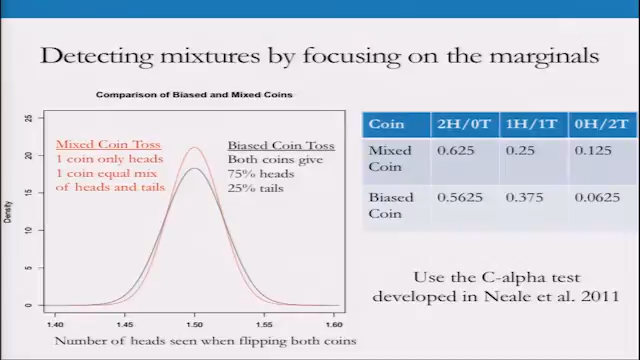 Detecting mixtures by focusing on the marginals
Comparison of Biased and Mixed Coins
Mixed Coin Toss
1 coin only heads
1 coin equal mix
of heads and tails
Biased Coin Toss
Both coins give
75% heads
25% tails
Density
25
20
15
10
5
0
1.40
1.45
1.50
1.55
1.60
Number of heads seen when flipping both coins
Coin 2H/0T 1H/1T 0H/2T
Mixed 0.625 0.25 0.125
Coin
Biased 0.5625 0.375 0.0625
Coin
Use the C-alpha test
developed in Neale et al. 2011